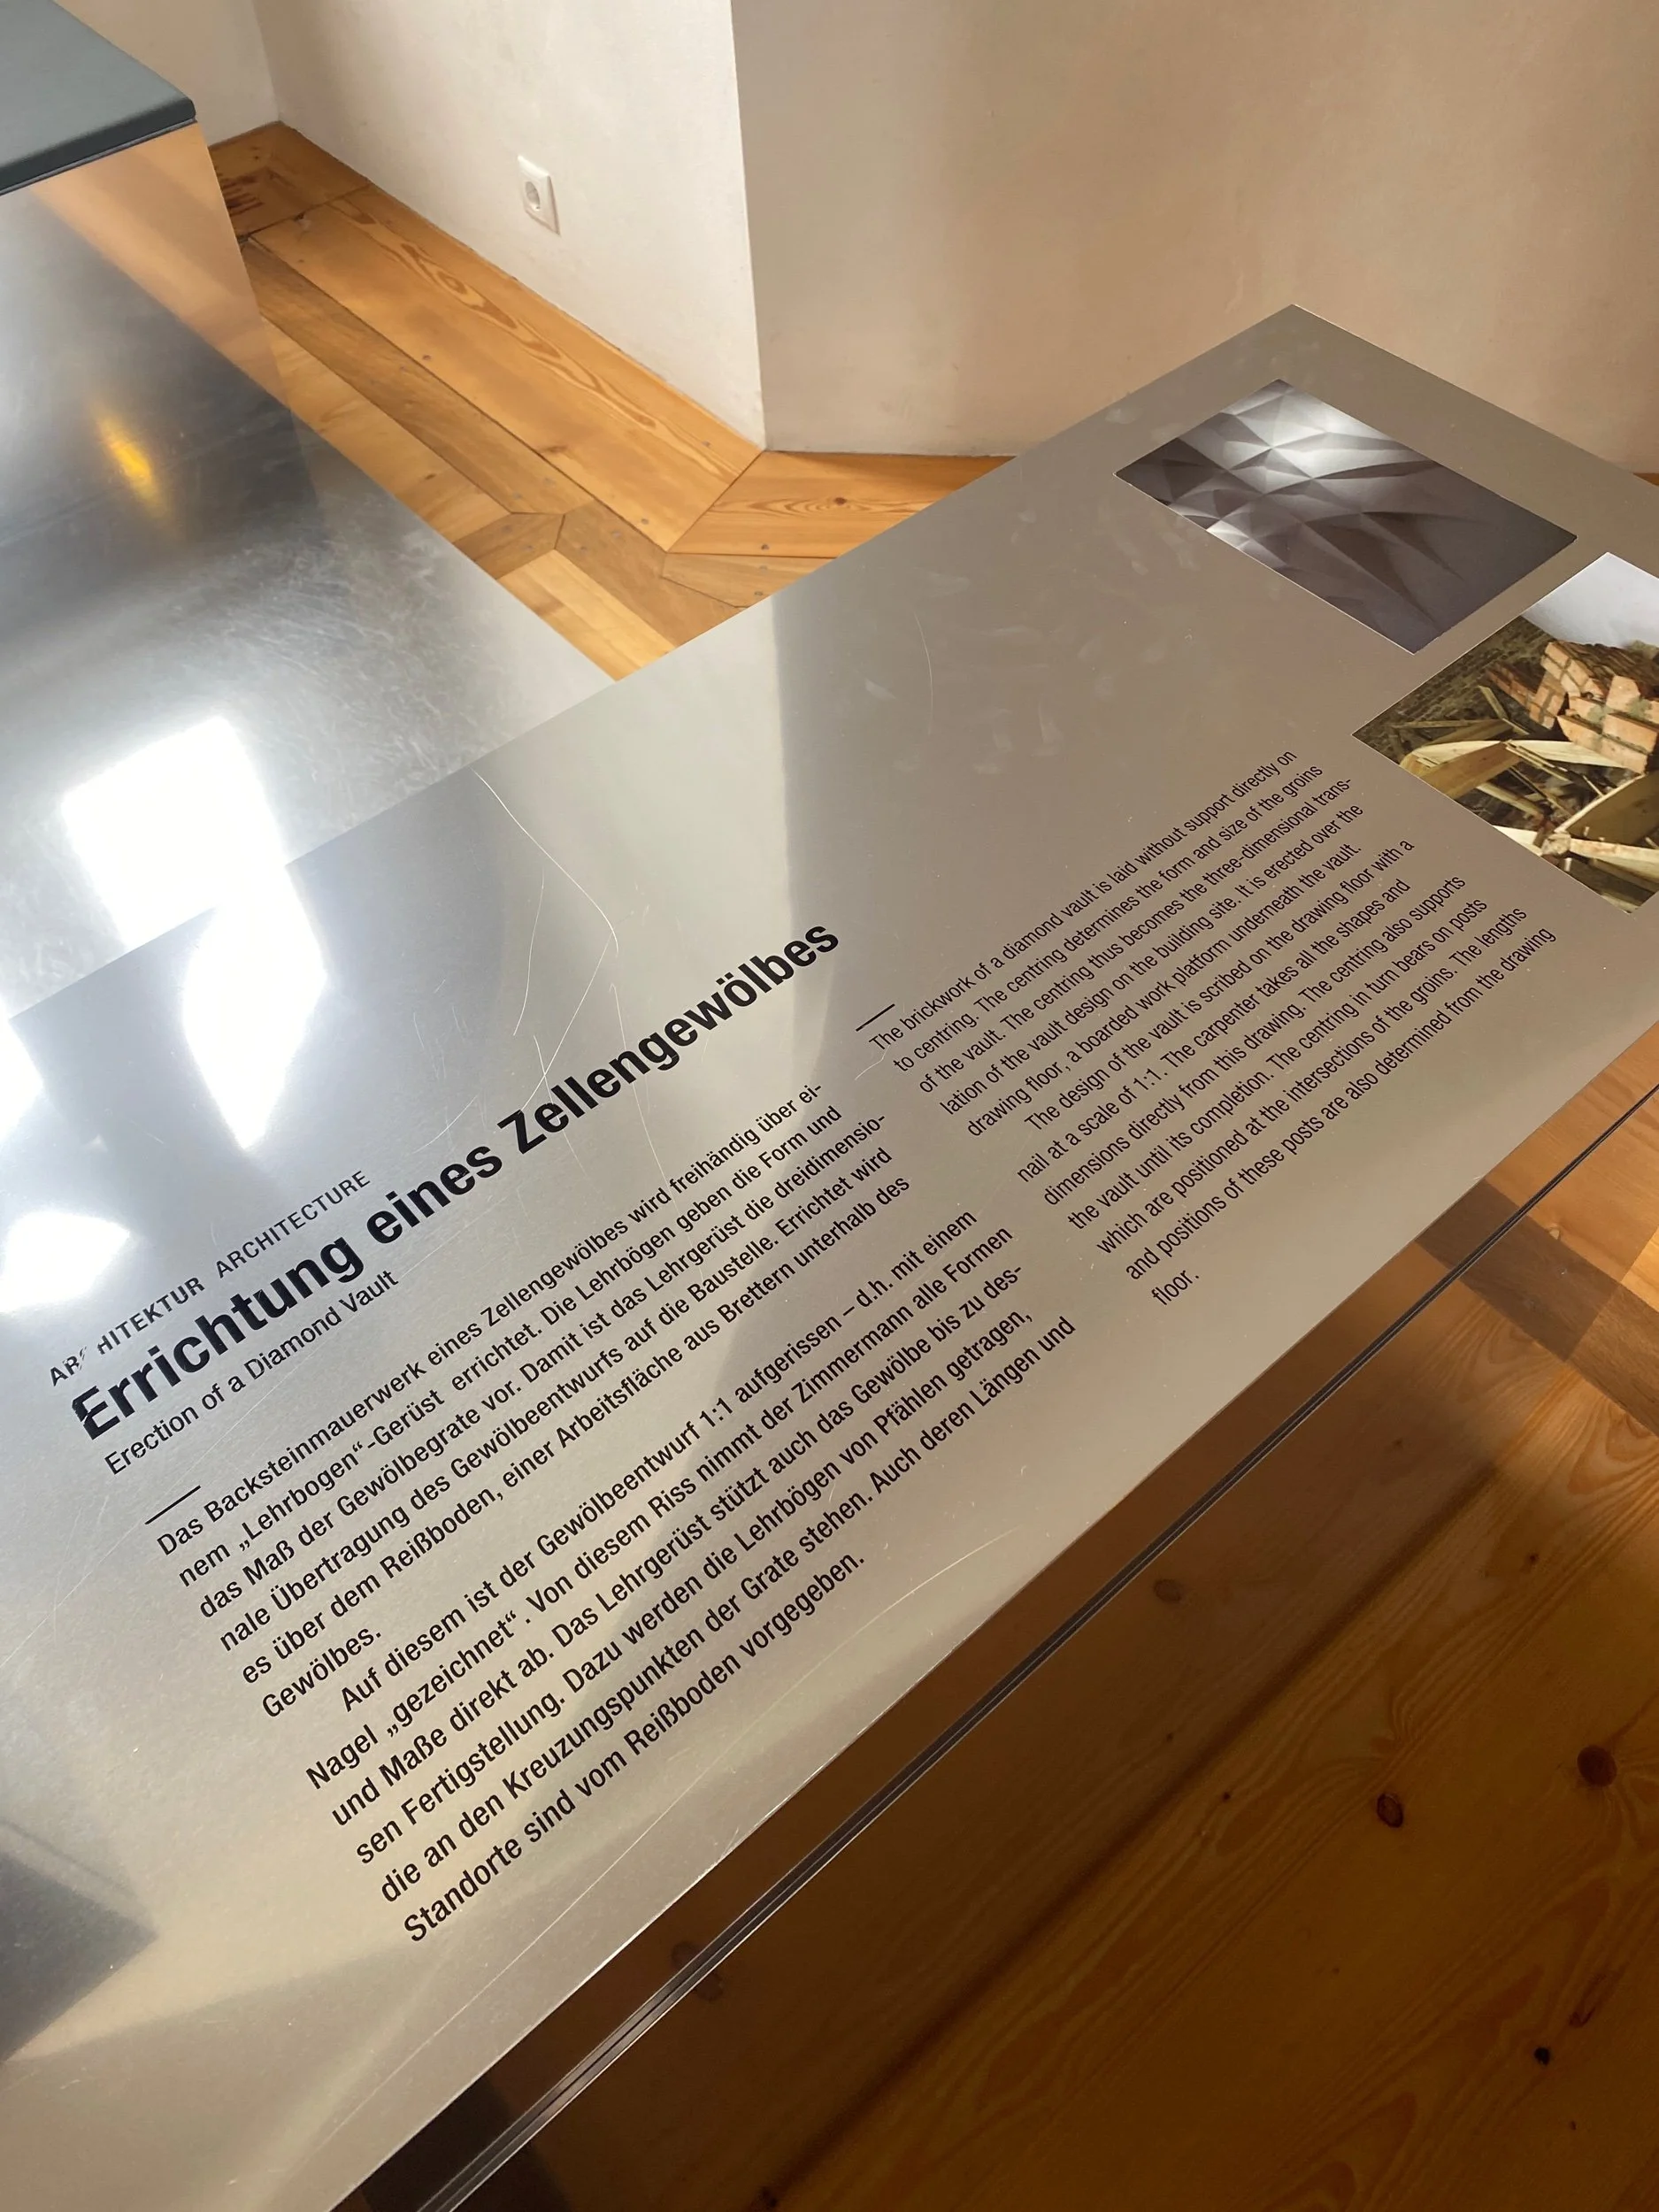 ARCHITEKTUR ARCHITECTURE
Errichtung eines Zellengewölbes
Erection of a Diamond Vault
Das Backsteinmauerwerk eines Zellengewölbes wird freihändig über ei-
nem „Lehrbogen“-Gerüst errichtet. Die Lehrbögen geben die Form und
das Maß der Gewölbegrate vor. Damit ist das Lehrgerüst die dreidimensio-
nale Übertragung des Gewölbeentwurfs auf die Baustelle. Errichtet wird
es über dem Reißboden, einer Arbeitsfläche aus Brettern unterhalb des
Gewölbes.
Auf diesem ist der Gewölbeentwurf 1:1 aufgerissen – d.h. mit einem
Nagel „gezeichnet“. Von diesem Riss nimmt der Zimmermann alle Formen
und Maße direkt ab. Das Lehrgerüst stützt auch das Gewölbe bis zu des-
sen Fertigstellung. Dazu werden die Lehrbögen von Pfählen getragen,
die an den Kreuzungspunkten der Grate stehen. Auch deren Längen und
Standorte sind vom Reißboden vorgegeben.
The brickwork of a diamond vault is laid without support directly on
to centring. The centring determines the form and size of the groins
of the vault. The centring thus becomes the three-dimensional trans-
lation of the vault design on the building site. It is erected over the
drawing floor, a boarded work platform underneath the vault.
The design of the vault is scribed on the drawing floor with a
nail at a scale of 1:1. The carpenter takes all the shapes and
dimensions directly from this drawing. The centring also supports
the vault until its completion. The centring in turn bears on posts
which are positioned at the intersections of the groins. The lengths
and positions of these posts are also determined from the drawing
floor.